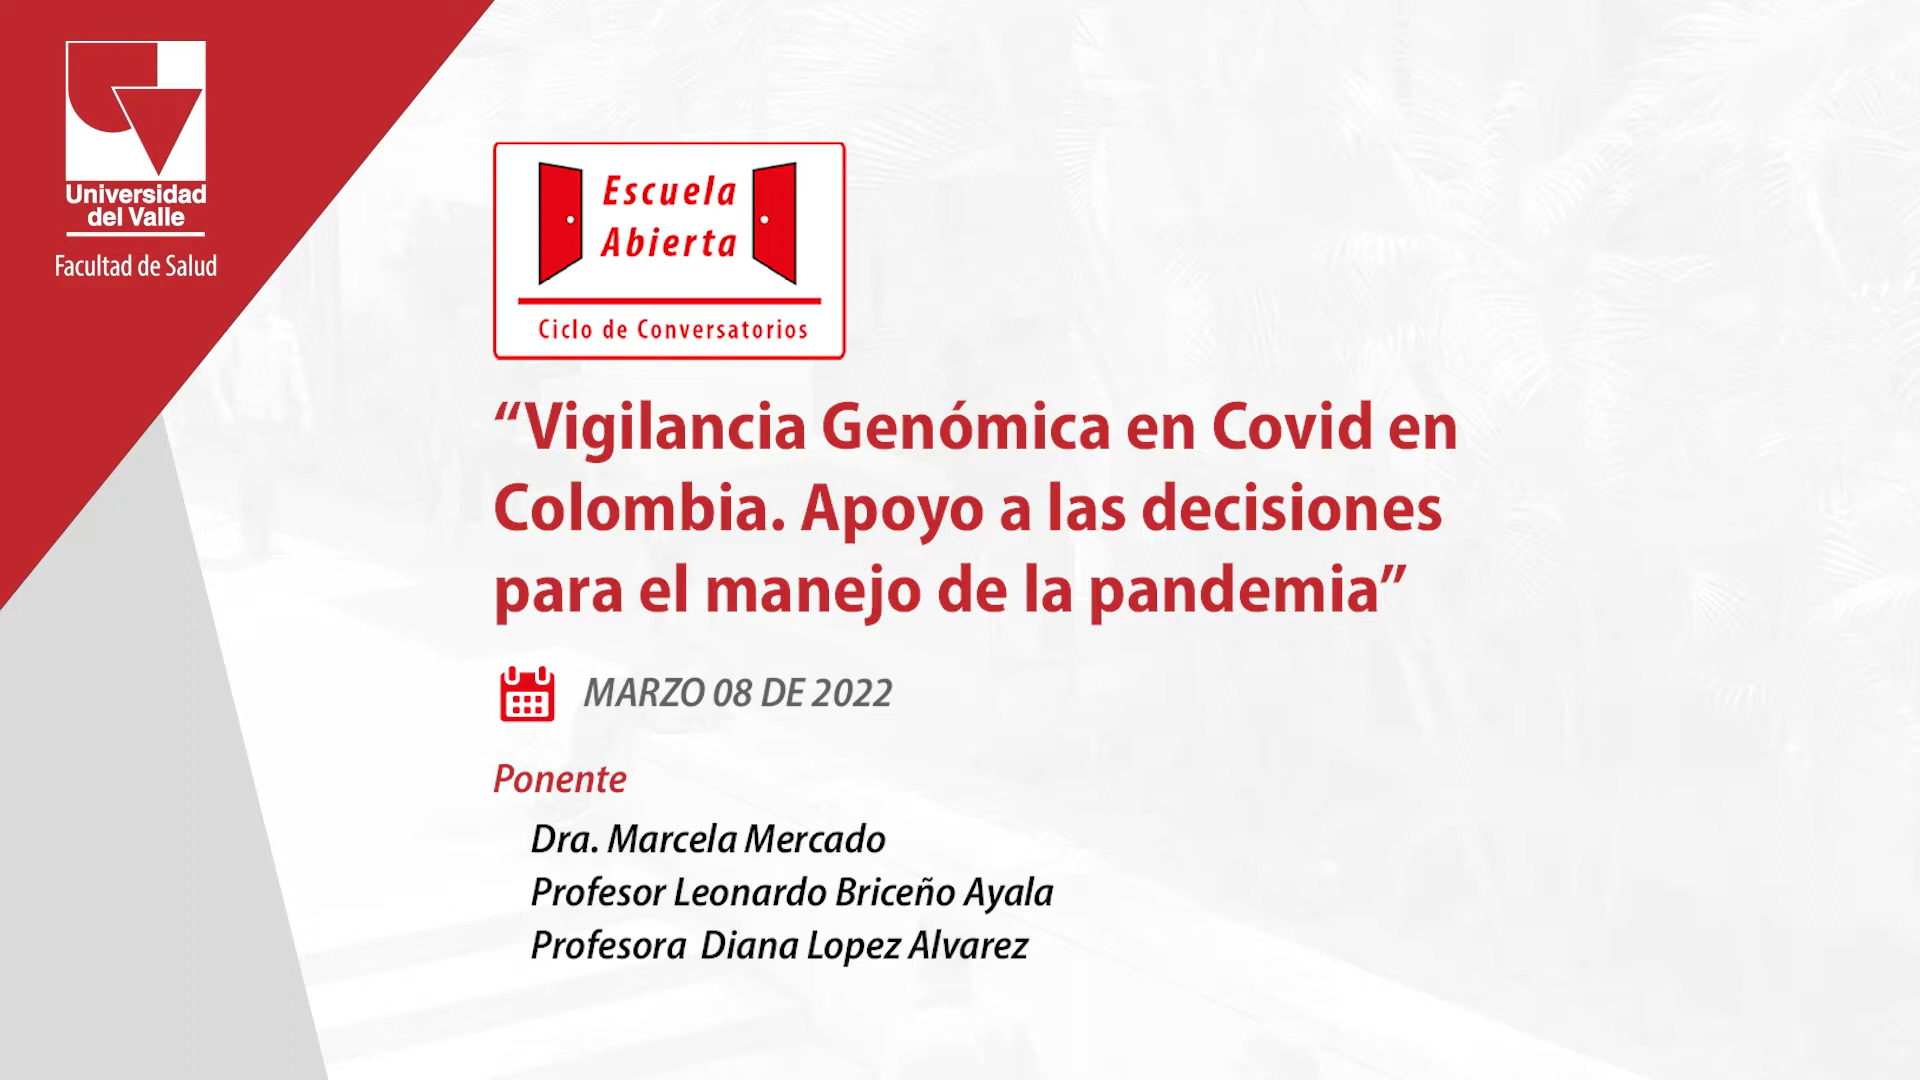 Universidad
del Valle
Facultad de Salud
Escuela
Abierta
Ciclo de Conversatorios
“Vigilancia Genómica en Covid en
Colombia. Apoyo a las decisiones
para el manejo de la pandemia”
MARZO 08 DE 2022
Ponente
Dra. Marcela Mercado
Profesor Leonardo Briceño Ayala
Profesora Diana Lopez Alvarez